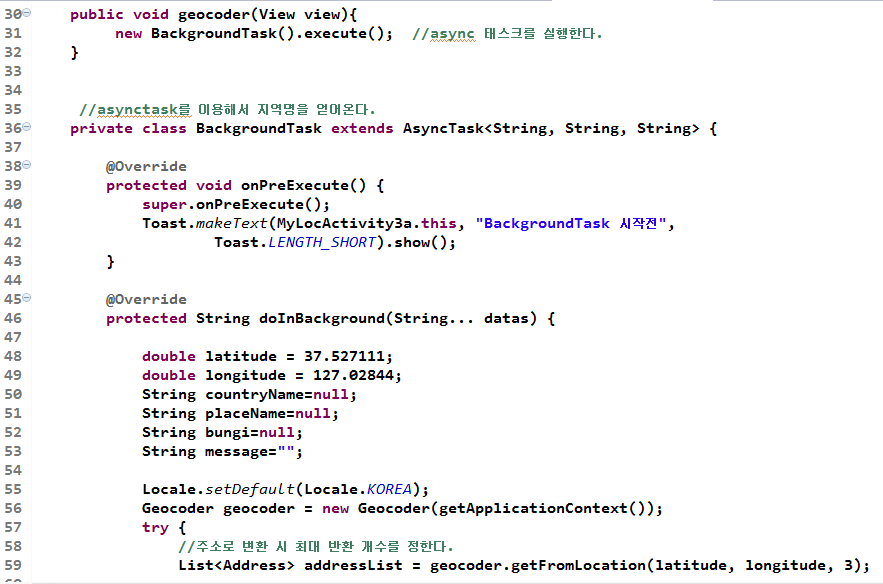 30 public void geocoder(View view){
31 new BackgroundTask().execute(); //async 태스크를 실행한다.
32 }
33
34
35 //asynctask를 이용해서 지역명을 얻어온다.
36 private class BackgroundTask extends AsyncTask<String, String, String> {
37
38 @Override
39 protected void onPreExecute() {
40 super.onPreExecute();
41 Toast.makeText(MyLocActivity3a.this, "BackgroundTask 시작전",
42 Toast.LENGTH_SHORT).show();
43 }
44
45 @Override
46 protected String doInBackground(String... datas) {
47
48 double latitude = 37.527111;
49 double longitude = 127.02844;
50 String countryName=null;
51 String placeName=null;
52 String bungi=null;
53 String message="";
54
55 Locale.setDefault(Locale.KOREA);
56 Geocoder geocoder = new Geocoder(getApplicationContext());
57 try {
58 //주소로 변환 시 최대 반환 개수를 정한다.
59 List<Address> addressList = geocoder.getFromLocation(latitude, longitude, 3);